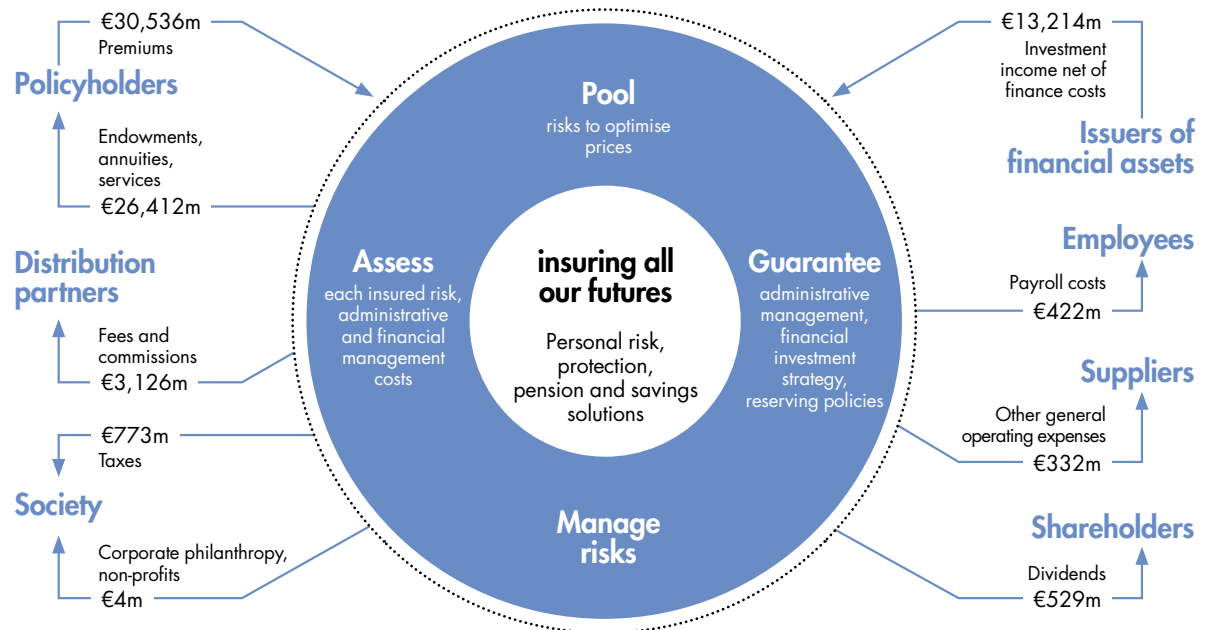 €30,536m
Premiums
Policyholders
Endowments,
annuities,
services
€26,412m
Distribution
partners
Fees and
commissions
€3,126m
€773m
Taxes
Society
Corporate philanthropy,
non-profits
€4m
Pool
risks to optimise
prices
Assess
each insured risk,
administrative
and financial
management
costs
insuring all
our futures
Personal risk,
protection,
pension and savings
solutions
Guarantee
administrative
management,
financial
investment
strategy,
reserving policies
Manage
risks
€13,214m
Investment
income net of
finance costs
Issuers of
financial assets
Employees
Payroll costs
€422m
Suppliers
Other general
operating expenses
€332m
Shareholders
Dividends
€529m